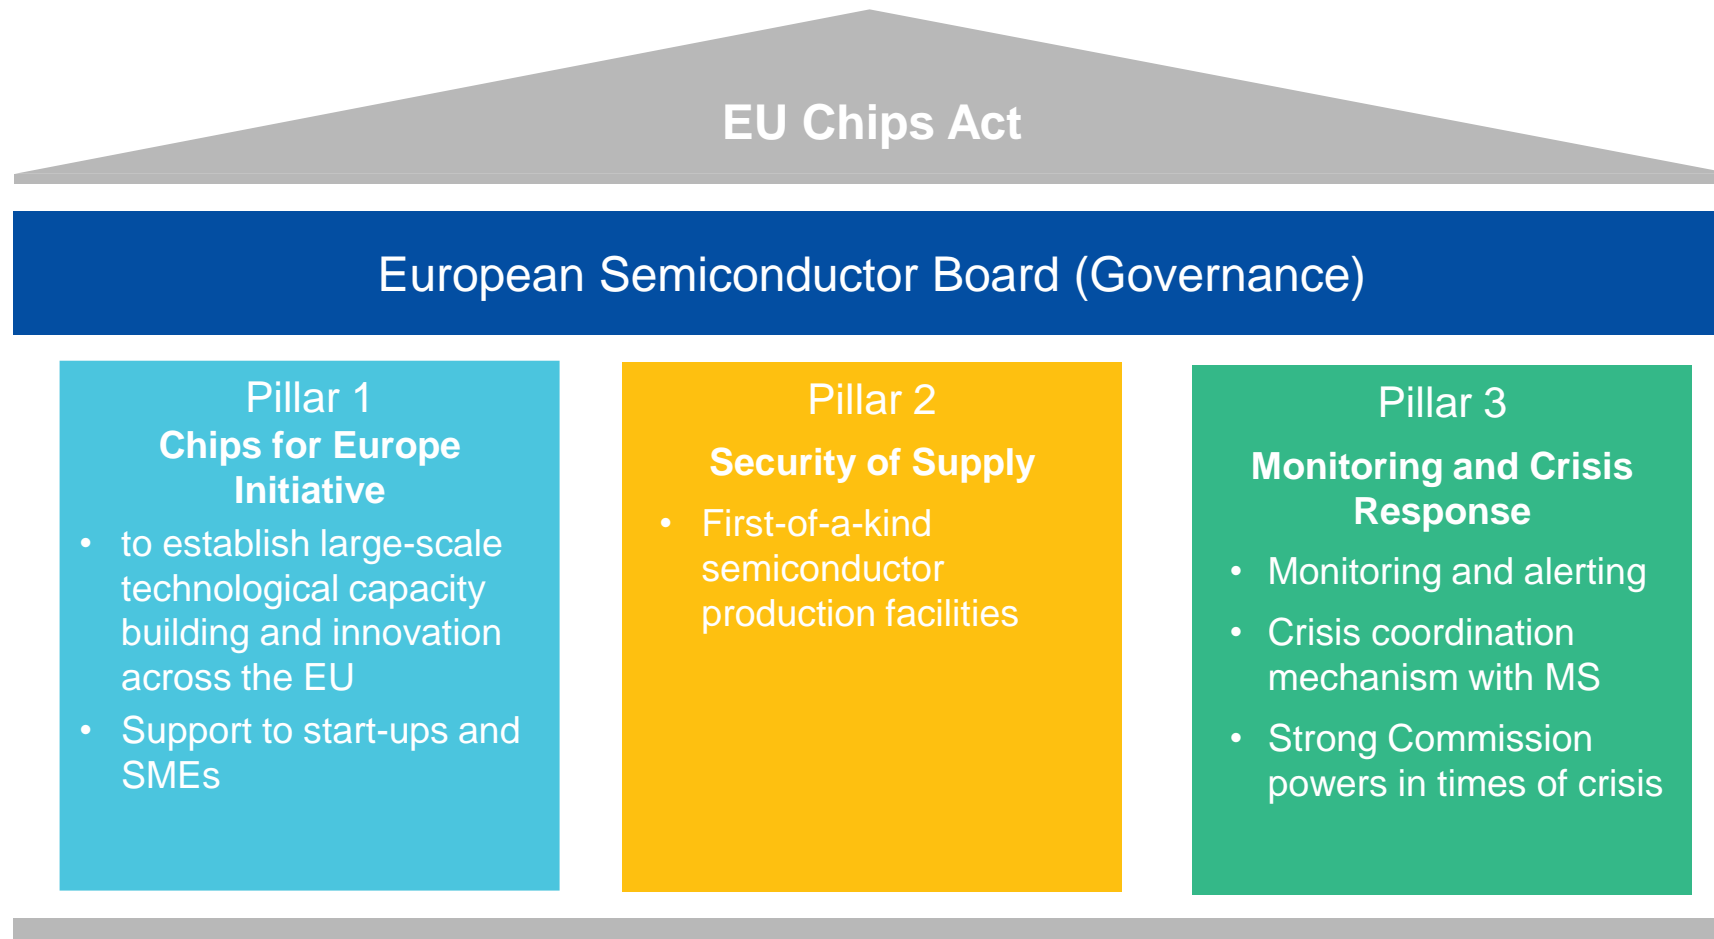 EU Chips Act
European Semiconductor Board (Governance)
Pillar 1
Chips for Europe
Initiative
• to establish large-scale
technological capacity
building and innovation
across the EU
• Support to start-ups and
SMEs
Pillar 2
Security of Supply
• First-of-a-kind
semiconductor
production facilities
Pillar 3
Monitoring and Crisis
Response
• Monitoring and alerting
• Crisis coordination
mechanism with MS
• Strong Commission
powers in times of crisis